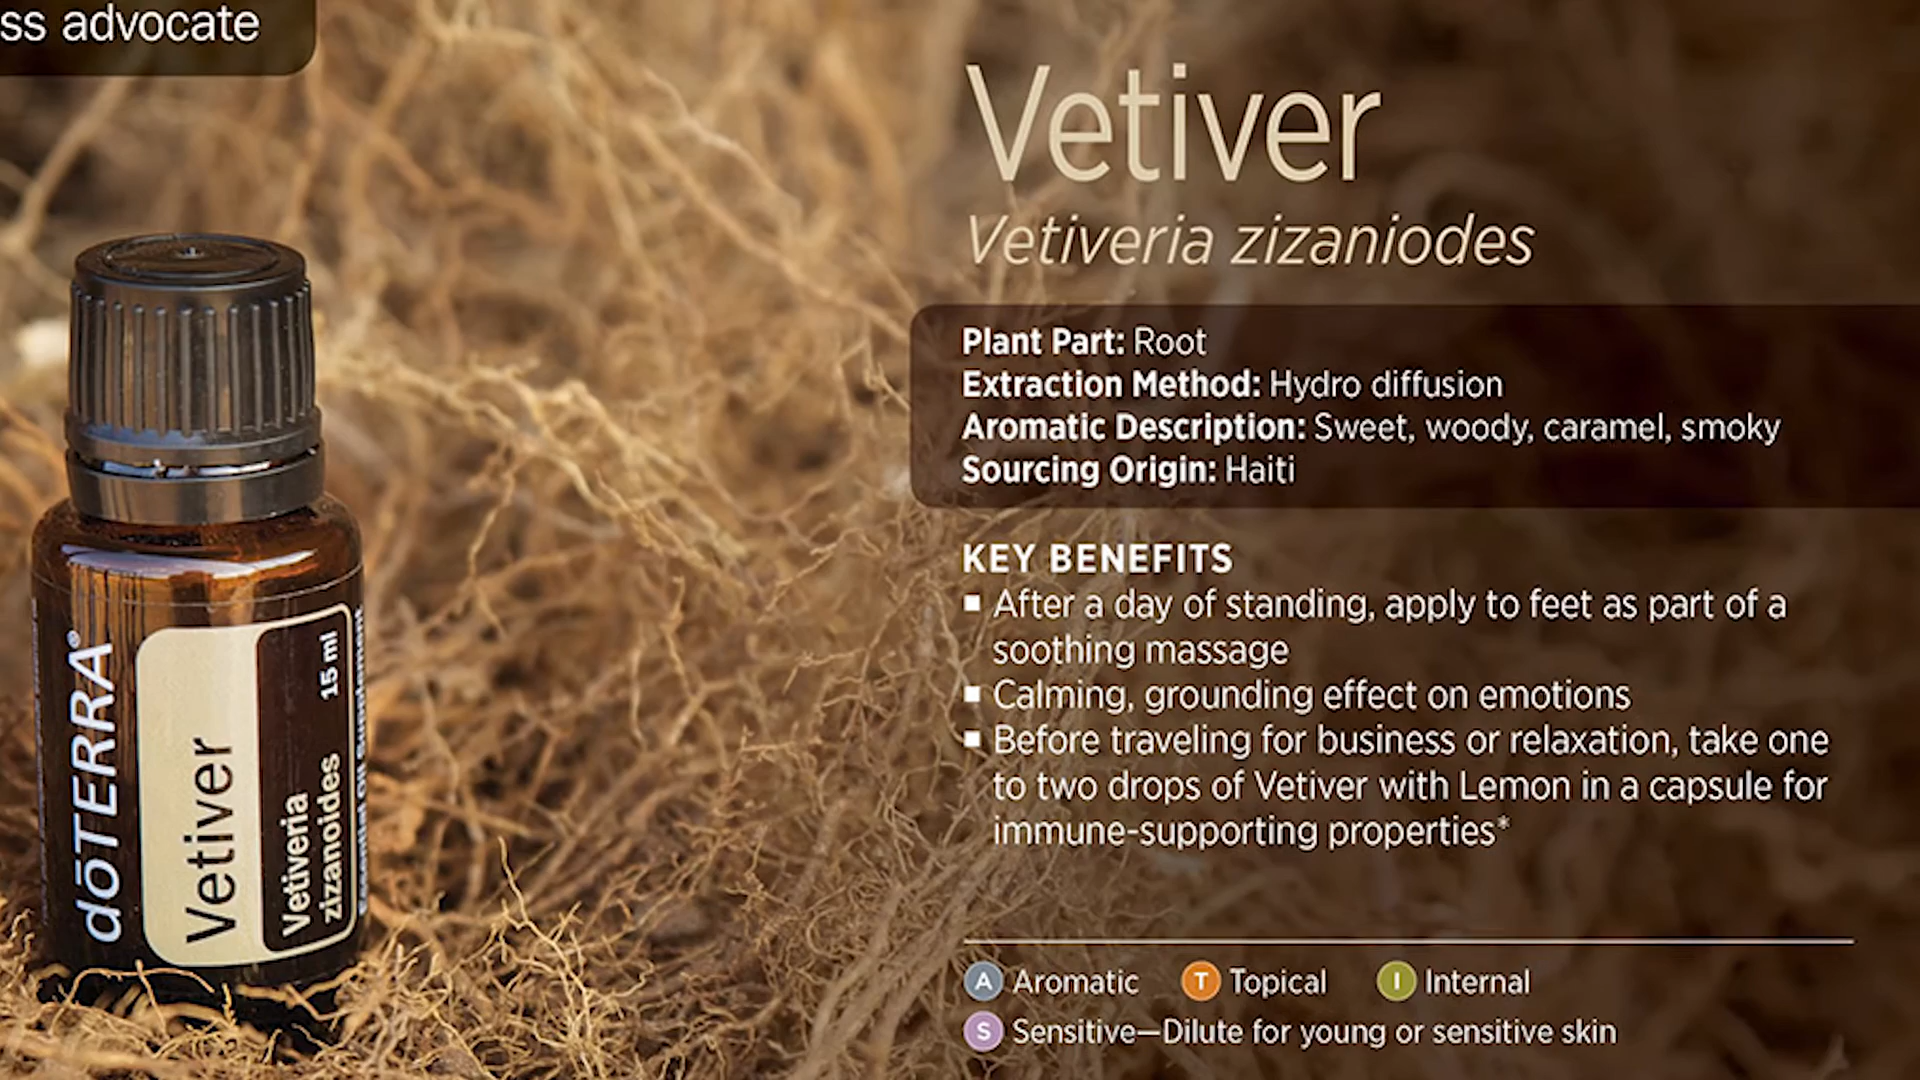 ss advocate
Vetiver
Vetiveria zizaniodes
Plant Part: Root
Extraction Method: Hydro diffusion
Aromatic Description: Sweet, woody, caramel, smoky
Sourcing Origin: Haiti
KEY BENEFITS
▪ After a day of standing, apply to feet as part of a
soothing massage
▪ Calming, grounding effect on emotions
▪ Before traveling for business or relaxation, take one
to two drops of Vetiver with Lemon in a capsule for
immune-supporting properties*
A Aromatic T Topical I Internal
S Sensitive—Dilute for young or sensitive skin
dōTERRA®
Vetiver
Vetiveria
zizanoides 15 ml
Essential Oil Supplement